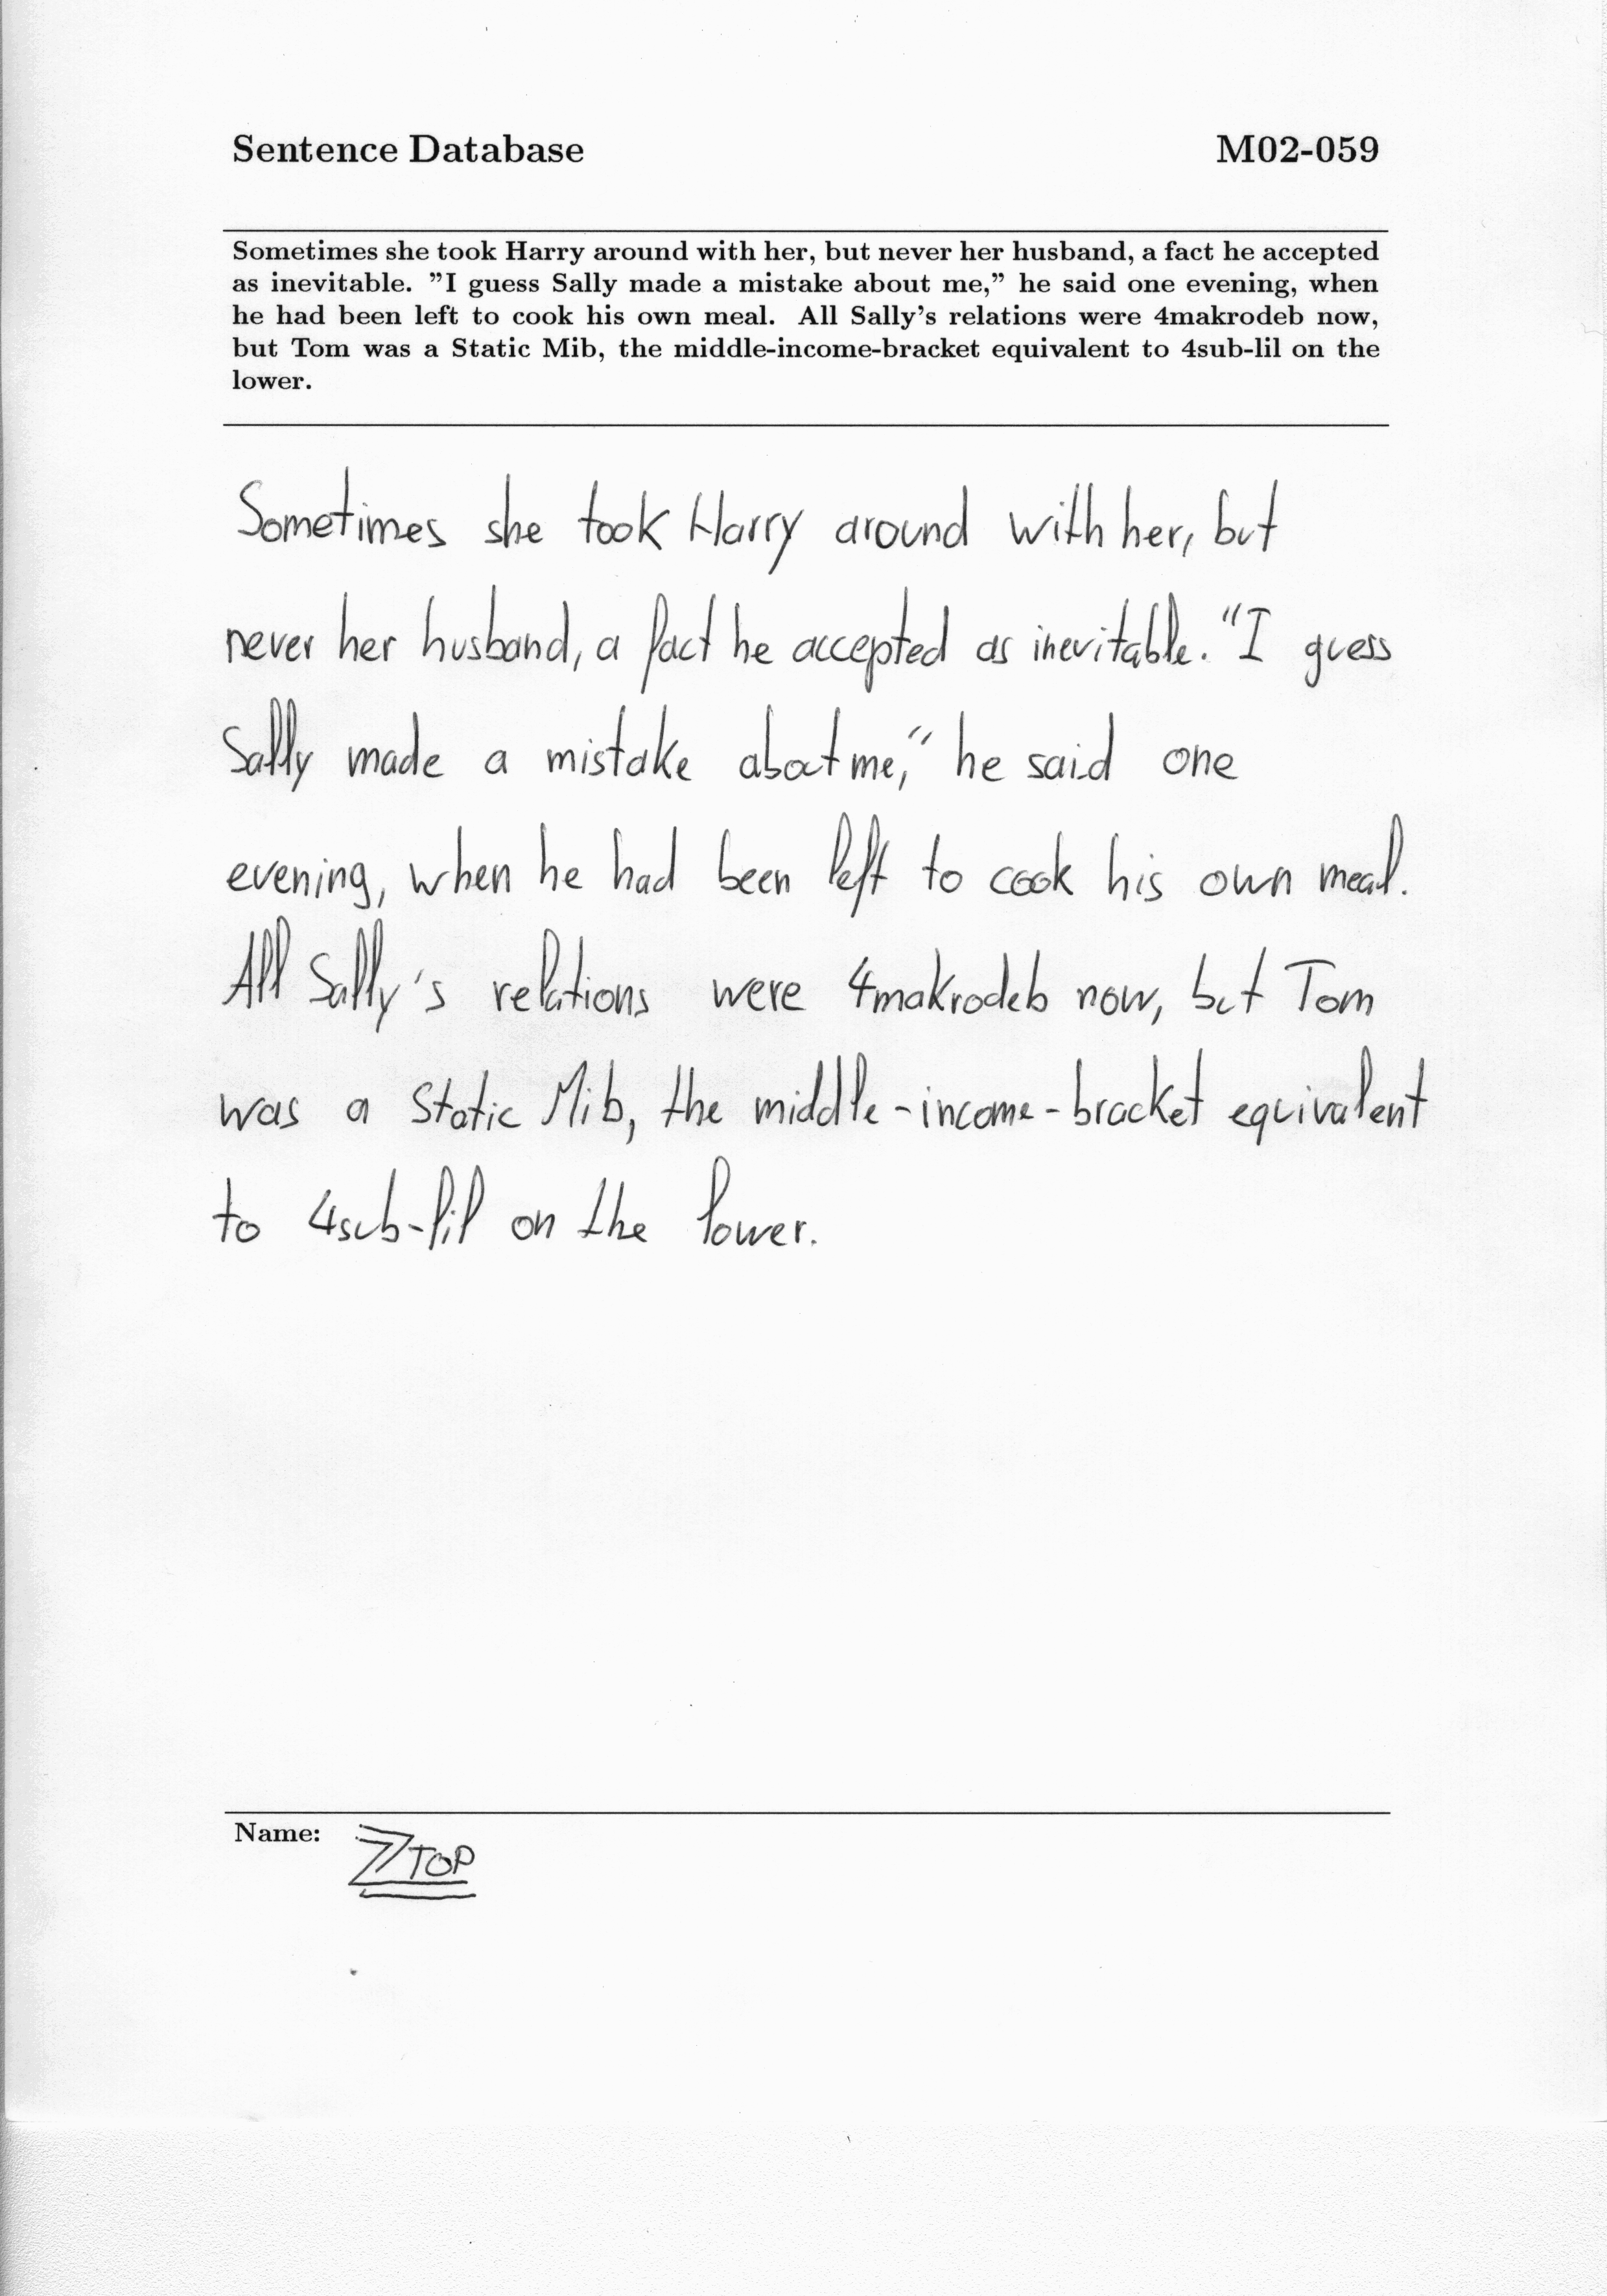 Sentence Database M02-059
Sometimes she took Harry around with her, but never her husband, a fact he accepted
as inevitable. ”I guess Sally made a mistake about me,” he said one evening, when
he had been left to cook his own meal. All Sally’s relations were 4makrodeb now,
but Tom was a Static Mib, the middle-income-bracket equivalent to 4sub-lil on the
lower.
Sometimes she took Harry around with her, but
never her husband, a fact he accepted as inevitable. "I guess
Sally made a mistake about me," he said one
evening, when he had been left to cook his own meal.
All Sally's relations were 4makrodeb now, but Tom
was a Static Mib, the middle-income-bracket equivalent
to 4sub-lil on the lower.
Name: ZZTOP